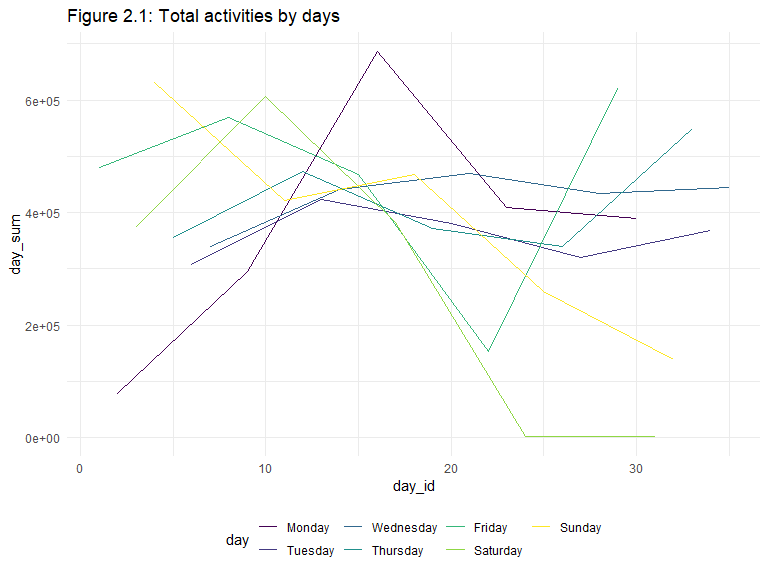 Figure 2.1: Total activities by days
6e+05
4e+05
2e+05
0e+00
day_sum
0 10 20 30
day_id
day Monday Wednesday Friday Sunday
Tuesday Thursday Saturday